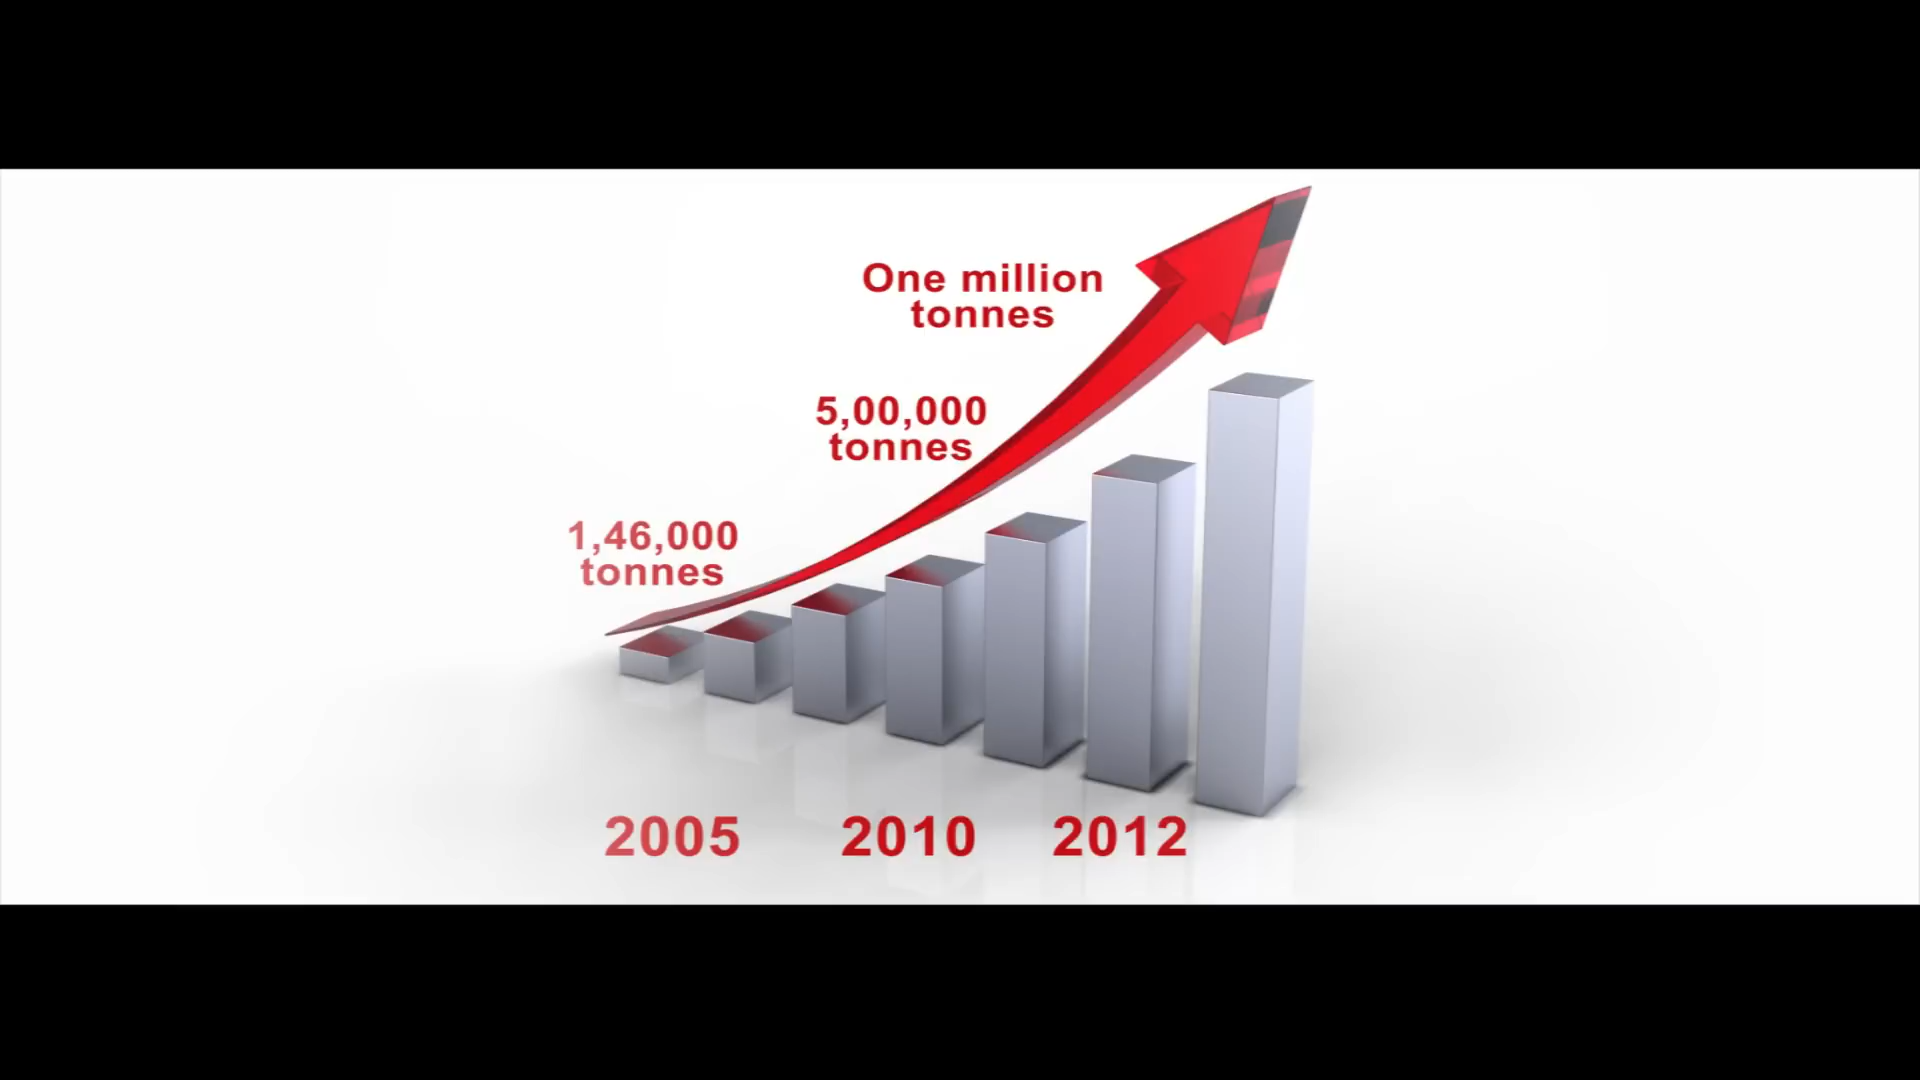 One million
tonnes
5,00,000
tonnes
1,46,000
tonnes
2005 2010 2012